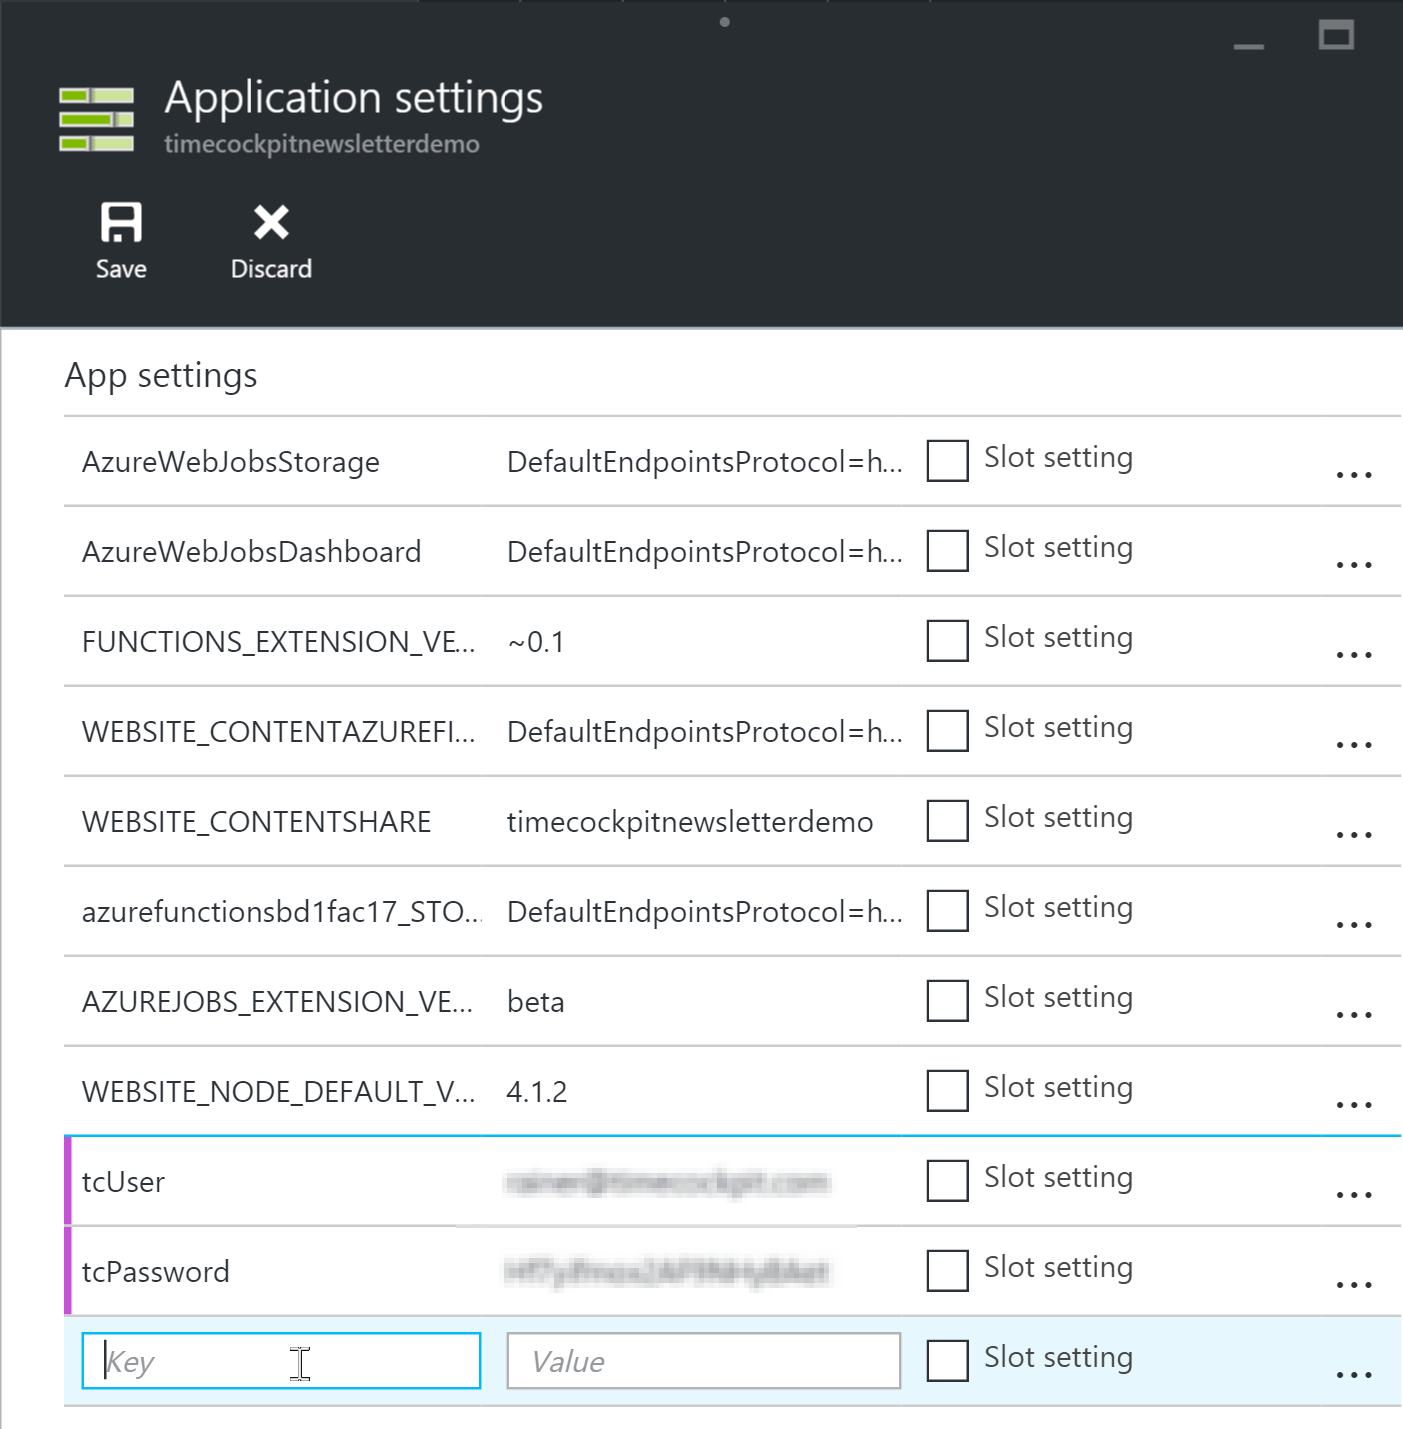 Application settings
timecockpitnewsletterdemo
Save Discard
App settings
AzureWebJobsStorage DefaultEndpointsProtocol=h... Slot setting ...
AzureWebJobsDashboard DefaultEndpointsProtocol=h... Slot setting ...
FUNCTIONS_EXTENSION_VE... ~0.1 Slot setting ...
WEBSITE_CONTENTAZUREFI... DefaultEndpointsProtocol=h... Slot setting ...
WEBSITE_CONTENTSHARE timecockpitnewsletterdemo Slot setting ...
azurefunctionsbd1fac17_STO... DefaultEndpointsProtocol=h... Slot setting ...
AZUREJOBS_EXTENSION_VE... beta Slot setting ...
WEBSITE_NODE_DEFAULT_V... 4.1.2 Slot setting ...
tcUser Slot setting ...
tcPassword Slot setting ...
Key Value Slot setting ...